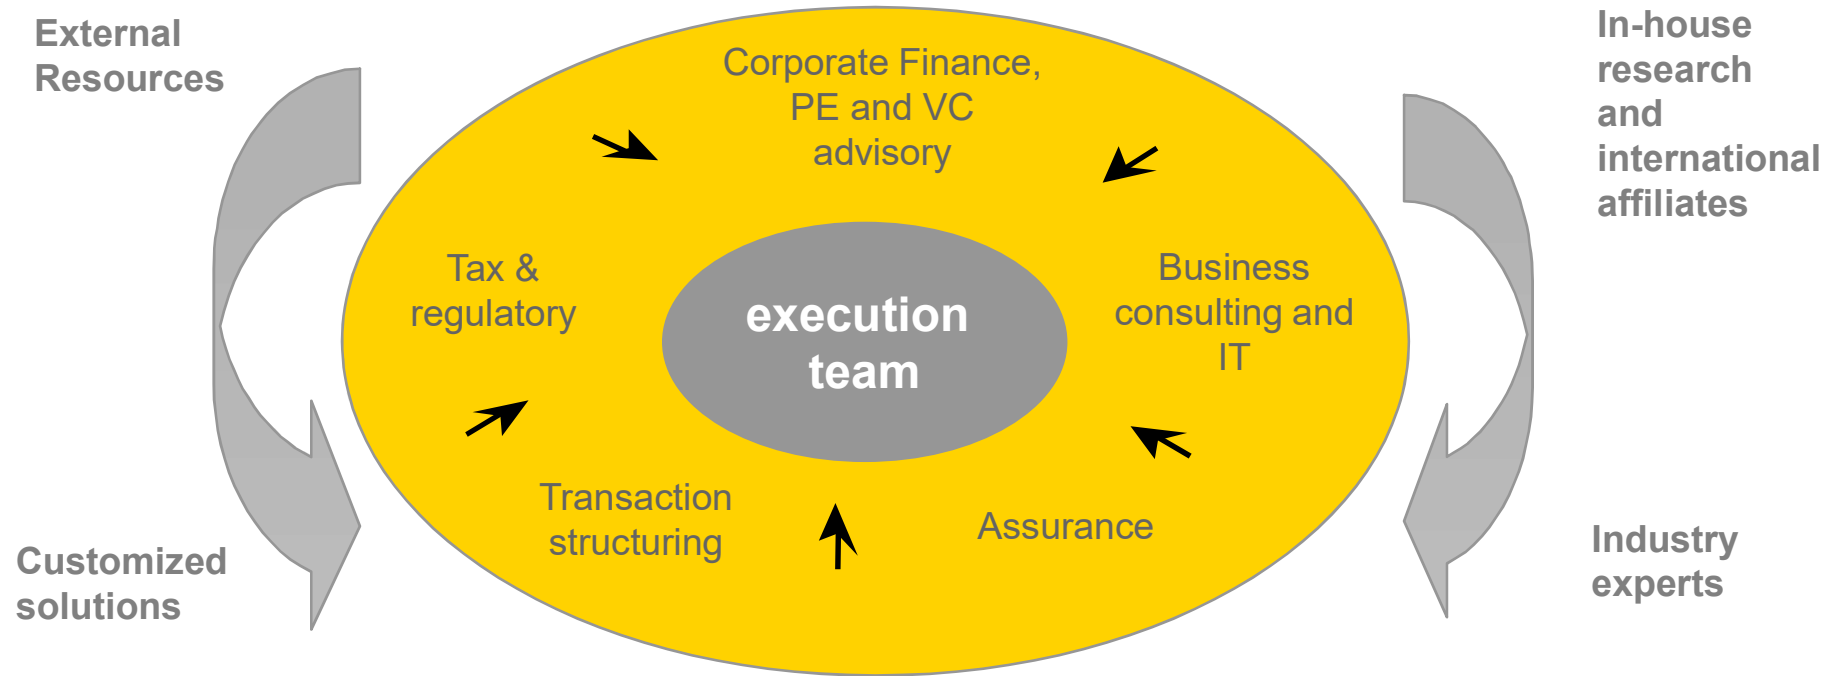 External
Resources
Corporate Finance,
PE and VC
advisory
In-house
research
and
international
affiliates
Tax &
regulatory
execution
team
Business
consulting and
IT
Transaction
structuring
Assurance
Customized
solutions
Industry
experts